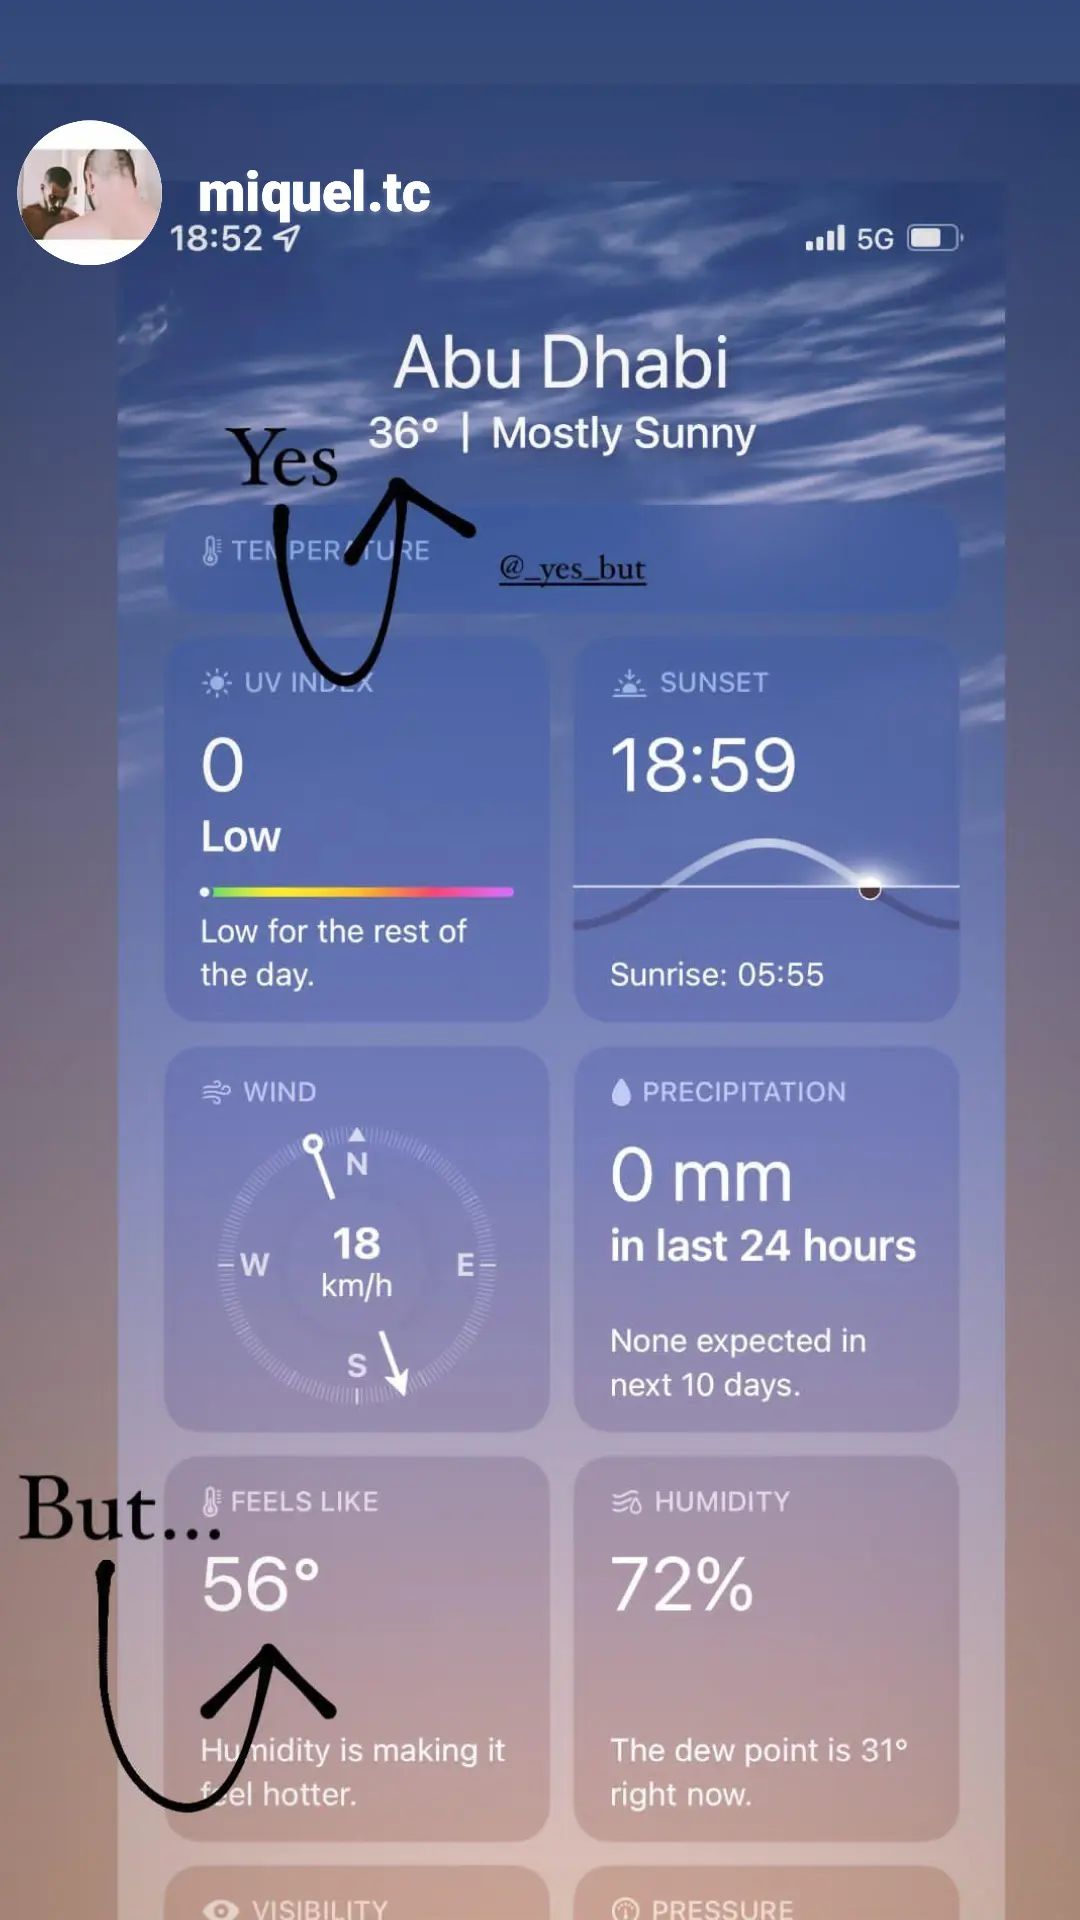 miquel.tc
18:52
5G
Abu Dhabi
36° | Mostly Sunny
Yes
TEMPERATURE
@_yes_but
UV INDEX
0
Low
Low for the rest of
the day.
SUNSET
18:59
Sunrise: 05:55
WIND
N
W
18
km/h
E
S
PRECIPITATION
0 mm
in last 24 hours
None expected in
next 10 days.
But...
FEELS LIKE
56°
Humidity is making it
feel hotter.
HUMIDITY
72%
The dew point is 31°
right now.
VISIBILITY
PRESSURE